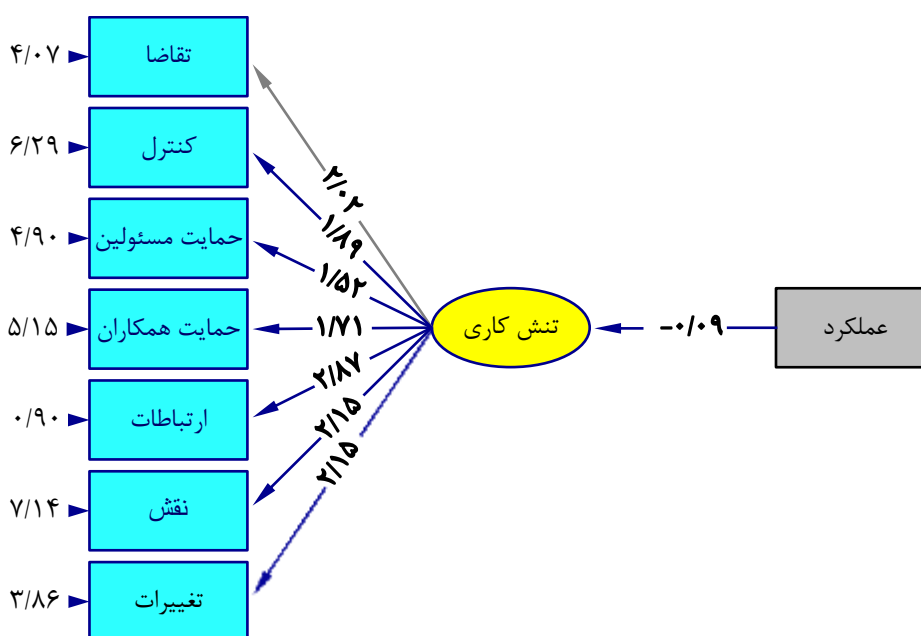 ۴/۰۷
تقاضا
۶/۲۹
کنترل
۴/۹۰
حمایت مسئولین
۵/۱۵
حمایت همکاران
۰/۹۰
ارتباطات
۷/۱۴
نقش
۳/۸۶
تغییرات
۲/۰۲
۱/۸۹
۱/۵۲
۱/۷۱
۲/۸۷
۲/۱۵
۲/۱۵
تنش کاری
-۰/۰۹
عملکرد